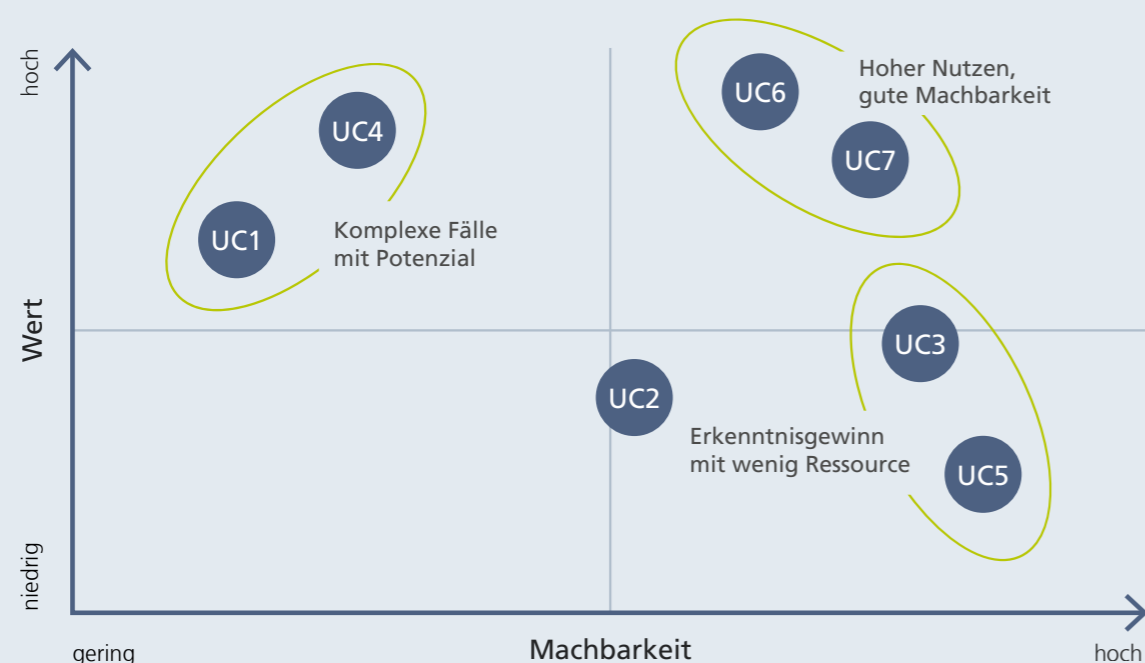 hoch
Wert
niedrig
UC4
UC1
Komplexe Fälle
mit Potenzial
UC6
UC7
Hoher Nutzen,
gute Machbarkeit
UC2
UC3
UC5
Erkenntnisgewinn
mit wenig Ressource
gering
Machbarkeit
hoch